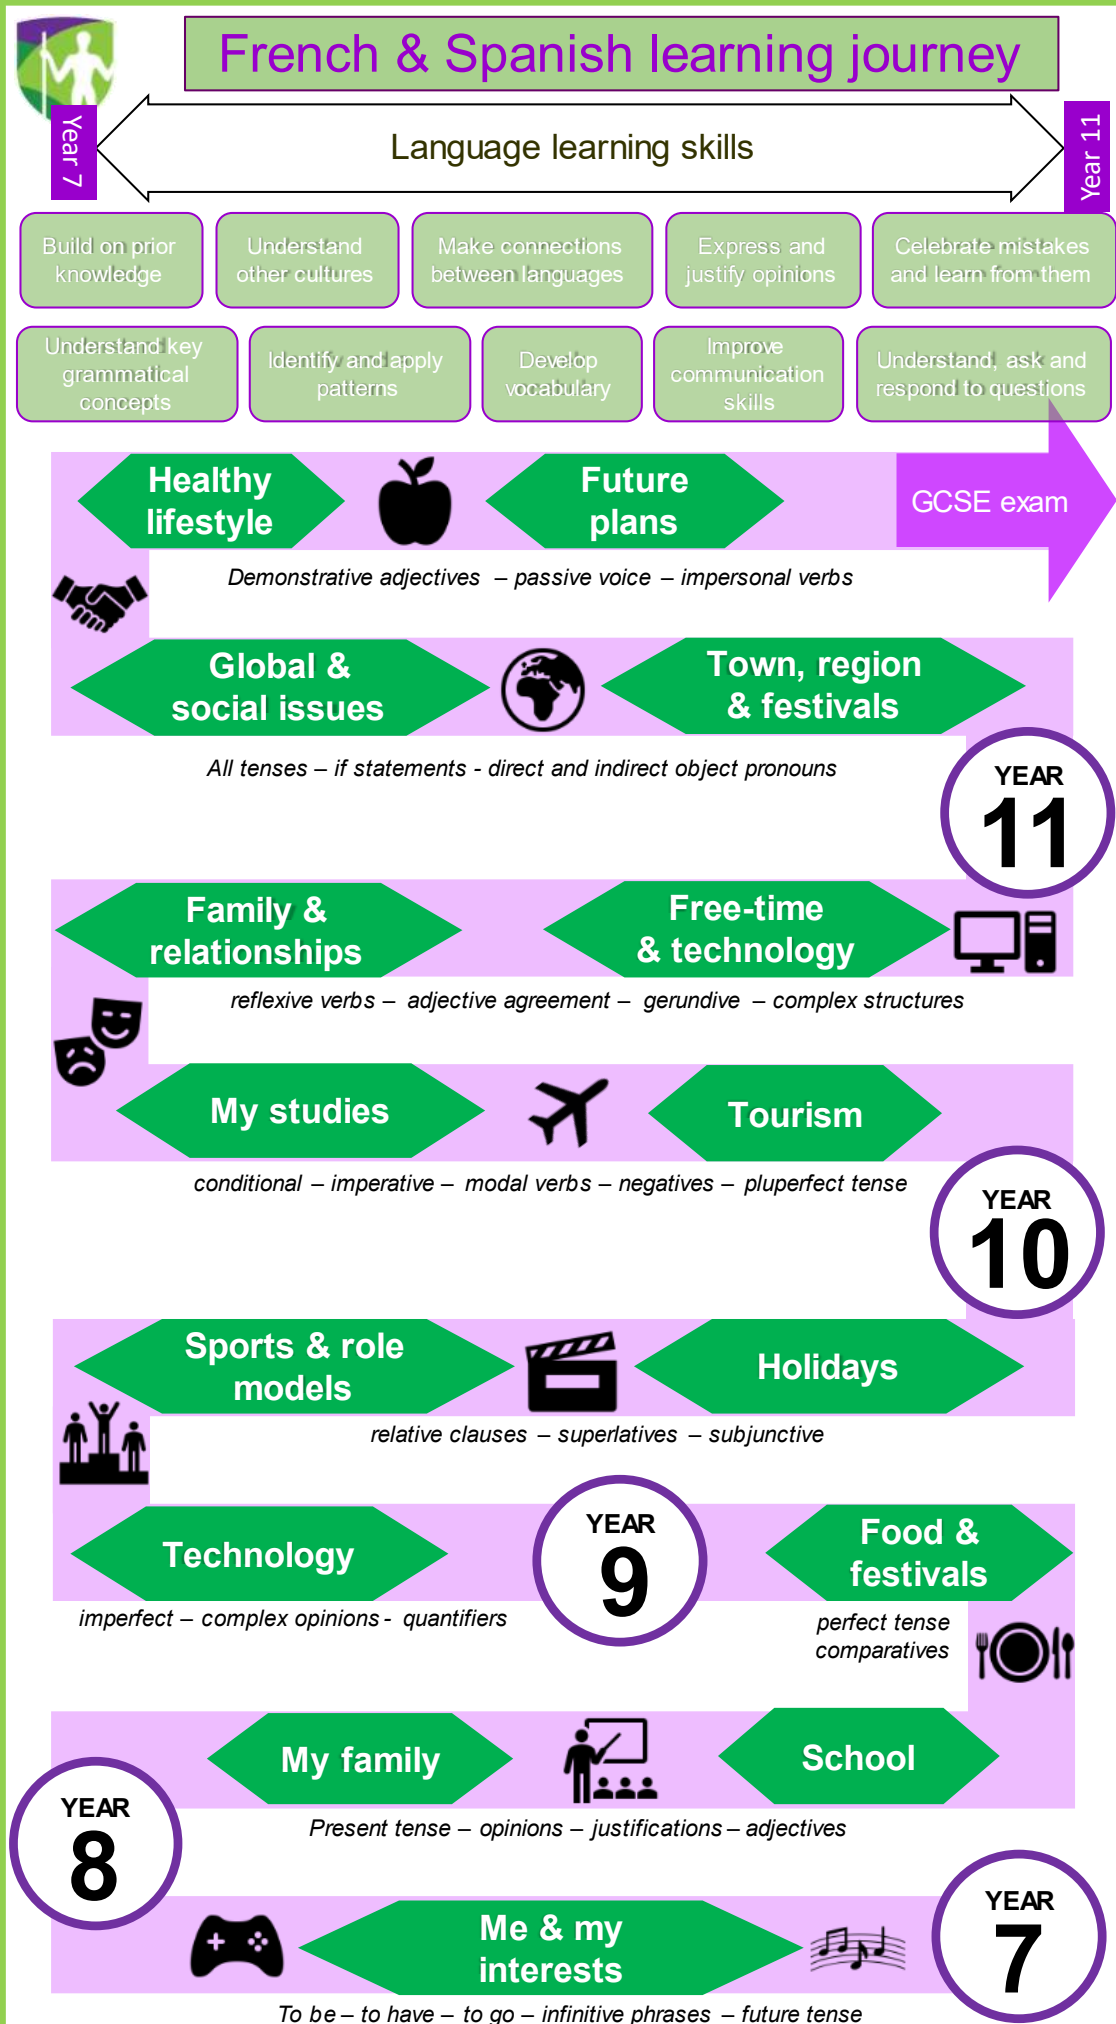 French & Spanish learning journey
Year 7
Language learning skills
Year 11
Build on prior
knowledge
Understand
other cultures
Make connections
between languages
Express and
justify opinions
Celebrate mistakes
and learn from them
Understand key
grammatical
concepts
Identify and apply
patterns
Develop
vocabulary
Improve
communication
skills
Understand, ask and
respond to questions
Healthy
lifestyle
Future
plans
GCSE exam
Demonstrative adjectives – passive voice – impersonal verbs
Global &
social issues
Town, region
& festivals
All tenses – if statements - direct and indirect object pronouns
YEAR
11
Family &
relationships
Free-time
& technology
reflexive verbs – adjective agreement – gerundive – complex structures
My studies
Tourism
conditional – imperative – modal verbs – negatives – pluperfect tense
YEAR
10
Sports & role
models
Holidays
relative clauses – superlatives – subjunctive
Technology
YEAR
9
Food &
festivals
imperfect – complex opinions - quantifiers
perfect tense
comparatives
My family
School
YEAR
8
Present tense – opinions – justifications – adjectives
Me & my
interests
YEAR
7
To be – to have – to go – infinitive phrases – future tense